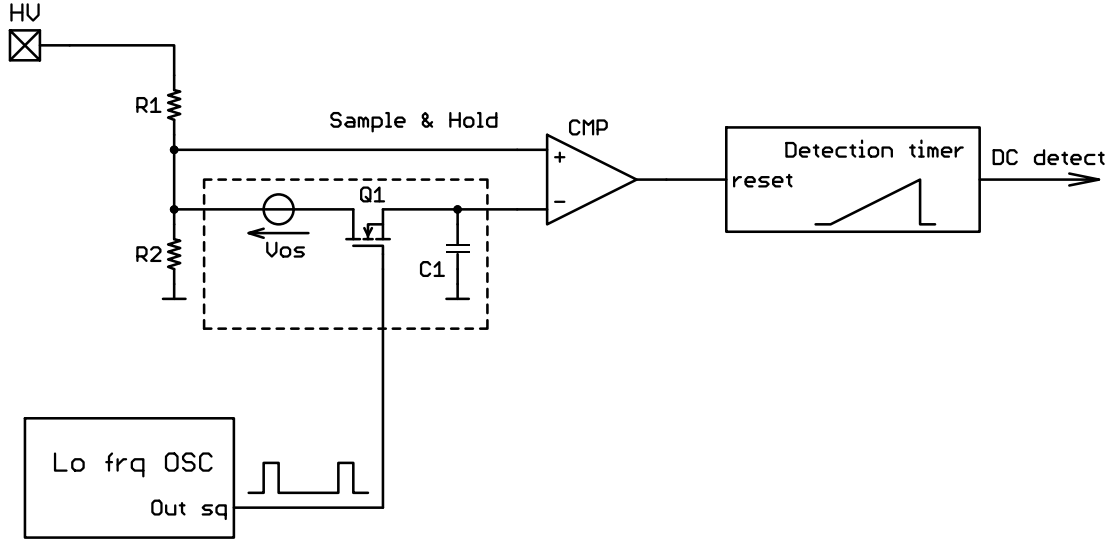 HV
R1
Sample & Hold
CMP
+
Detection timer
DC detect
reset
Q1
-
Vos
R2
C1
Lo frq OSC
Out sq